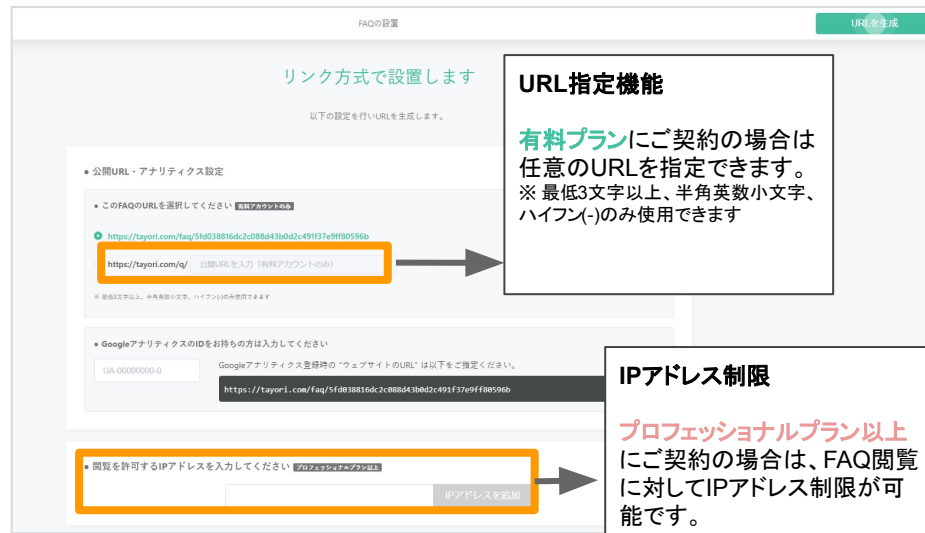 FAQの設置
URLを生成
リンク方式で設置します
以下の設定を行いURLを生成します。
URL指定機能
有料プランにご契約の場合は
任意のURLを指定できます。
※ 最低3文字以上、半角英数小文字、
ハイフン(-)のみ使用できます
● 公開URL・アナリティクス設定
● このFAQのURLを選択してください 有料アカウントのみ
https://tayori.com/faq/5fd038816dc2c088d43b0d2c491f37e9ff80596b
https://tayori.com/q/ 公開URLを入力（有料アカウントのみ）
※ 最低3文字以上、半角英数小文字、ハイフン(-)のみ使用できます
● GoogleアナリティクスのIDをお持ちの方は入力してください
UA-00000000-0
Googleアナリティクス登録時の "ウェブサイトのURL" は以下をご指定ください。
https://tayori.com/faq/5fd038816dc2c088d43b0d2c491f37e9ff80596b
IPアドレス制限
プロフェッショナルプラン以上
にご契約の場合は、FAQ閲覧
に対してIPアドレス制限が可
能です。
● 閲覧を許可するIPアドレスを入力してください プロフェッショナルプラン以上
IPアドレスを追加